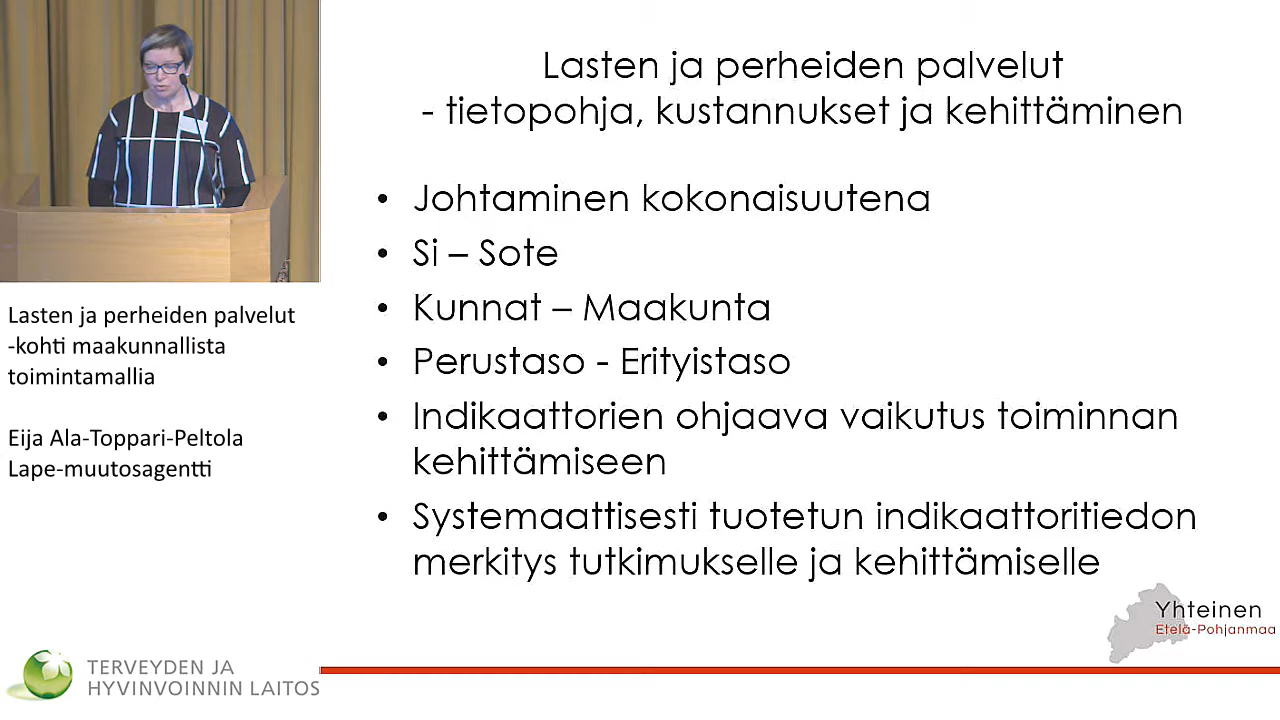 Lasten ja perheiden palvelut
- tietopohja, kustannukset ja kehittäminen
• Johtaminen kokonaisuutena
• Si – Sote
• Kunnat – Maakunta
• Perustaso - Erityistaso
• Indikaattorien ohjaava vaikutus toiminnan
kehittämiseen
• Systemaattisesti tuotetun indikaattoritiedon
merkitys tutkimukselle ja kehittämiselle
Lasten ja perheiden palvelut
-kohti maakunnallista
toimintamallia
Eija Ala-Toppari-Peltola
Lape-muutosagentti
Yhteinen
Etelä-Pohjanmaa
TERVEYDEN JA
HYVINVOINNIN LAITOS